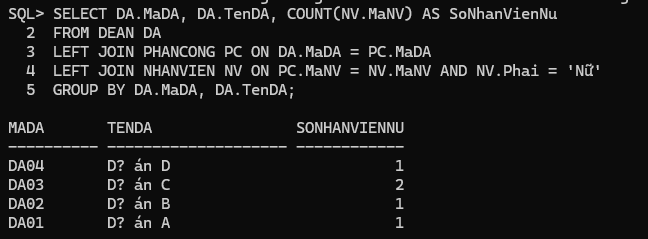 SQL> SELECT DA.MaDA, DA.TenDA, COUNT(NV.MaNV) AS SoNhanVienNu
2 FROM DEAN DA
3 LEFT JOIN PHANCONG PC ON DA.MaDA = PC.MaDA
4 LEFT JOIN NHANVIEN NV ON PC.MaNV = NV.MaNV AND NV.Phai = 'Nữ'
5 GROUP BY DA.MaDA, DA.TenDA;
MADA TENDA SONHANVIENNU
---------- -------------------- ------------
DA04 D? án D 1
DA03 D? án C 2
DA02 D? án B 1
DA01 D? án A 1